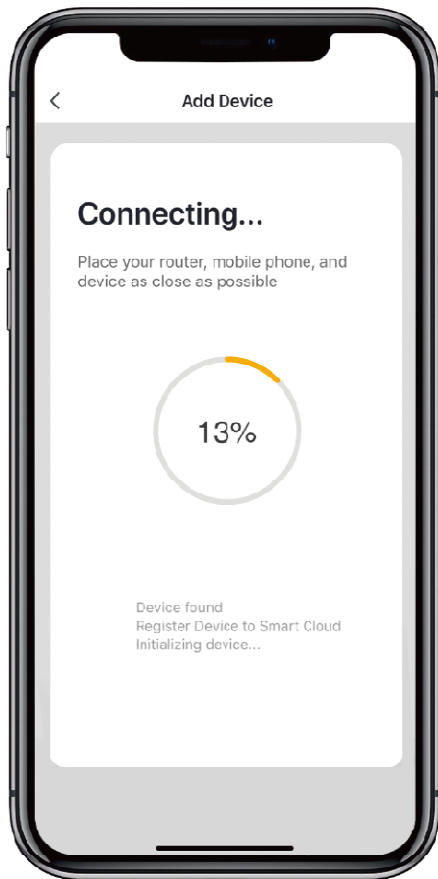 Add Device
Connecting...
Place your router, mobile phone, and
device as close as possible
13%
Device found
Register Device to Smart Cloud
Initializing device...